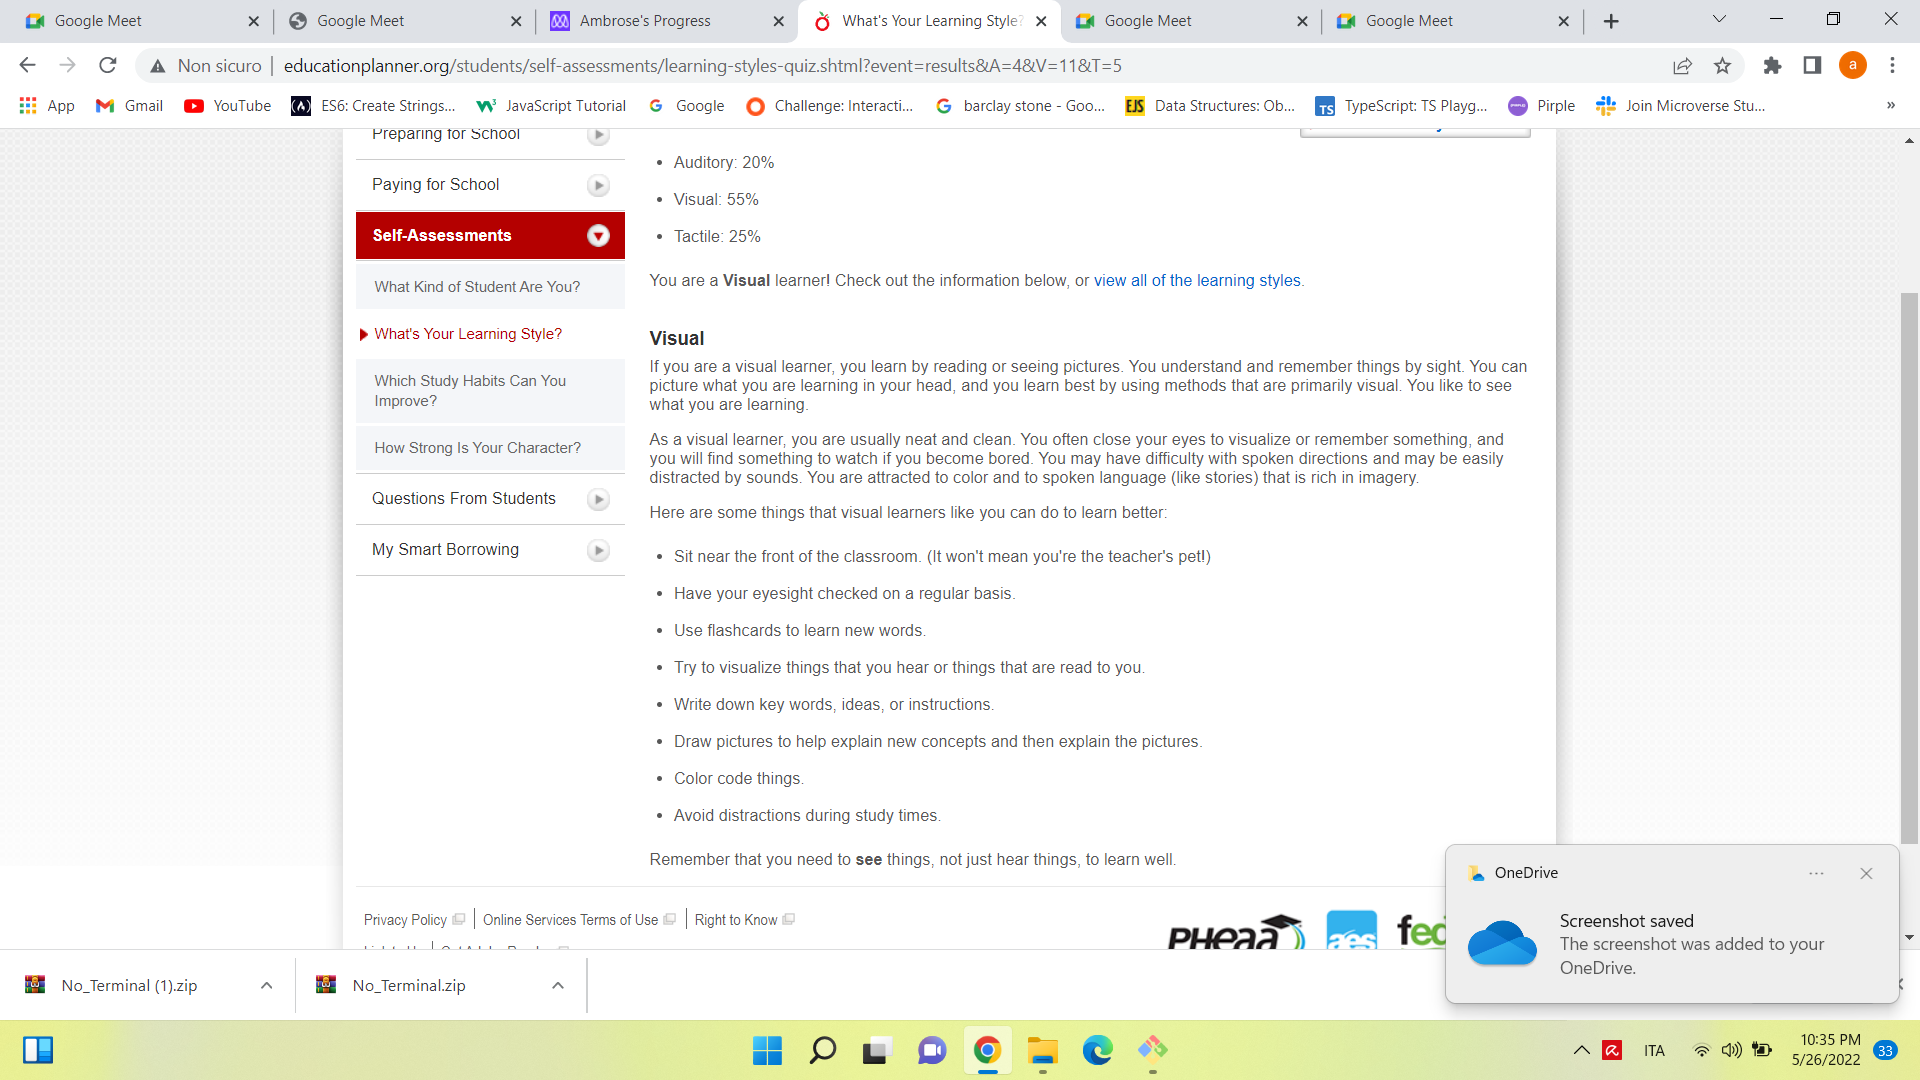 Google Meet
Google Meet
Ambrose's Progress
What's Your Learning Style?
Google Meet
Google Meet
Non sicuro
educationplanner.org/students/self-assessments/learning-styles-quiz.shtml?event=results&A=4&V=11&T=5
a
App
Gmail
YouTube
ES6: Create Strings...
JavaScript Tutorial
Google
Challenge: Interacti...
barclay stone - Goo...
EJS
Data Structures: Ob...
TS
TypeScript: TS Playg...
Pirple
Join Microverse Stu...
»
Preparing for School
Paying for School
Self-Assessments
What Kind of Student Are You?
What's Your Learning Style?
Which Study Habits Can You
Improve?
How Strong Is Your Character?
Questions From Students
My Smart Borrowing
• Auditory: 20%
• Visual: 55%
• Tactile: 25%
You are a Visual learner! Check out the information below, or view all of the learning styles.
Visual
If you are a visual learner, you learn by reading or seeing pictures. You understand and remember things by sight. You can
picture what you are learning in your head, and you learn best by using methods that are primarily visual. You like to see
what you are learning.
As a visual learner, you are usually neat and clean. You often close your eyes to visualize or remember something, and
you will find something to watch if you become bored. You may have difficulty with spoken directions and may be easily
distracted by sounds. You are attracted to color and to spoken language (like stories) that is rich in imagery.
Here are some things that visual learners like you can do to learn better:
• Sit near the front of the classroom. (It won't mean you're the teacher's pet!)
• Have your eyesight checked on a regular basis.
• Use flashcards to learn new words.
• Try to visualize things that you hear or things that are read to you.
• Write down key words, ideas, or instructions.
• Draw pictures to help explain new concepts and then explain the pictures.
• Color code things.
• Avoid distractions during study times.
Remember that you need to see things, not just hear things, to learn well.
Privacy Policy
Online Services Terms of Use
Right to Know
PHEAA
aes
fed
OneDrive
Screenshot saved
The screenshot was added to your
OneDrive.
No_Terminal (1).zip
No_Terminal.zip
ITA
10:35 PM
5/26/2022
33